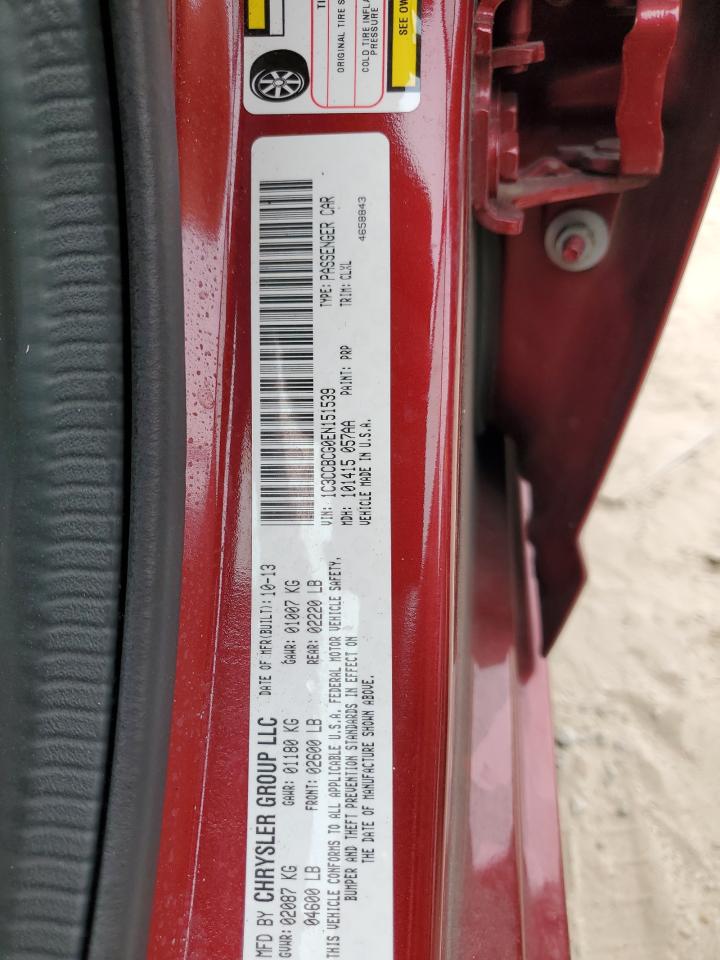 TI
ORIGINAL TIRE S
COLD TIRE INFLA
PRESSURE
SEE OW
MFD BY CHRYSLER GROUP LLC DATE OF MFR(BUILT): 10-13
GVWR: 02087 KG GAWR: 01180 KG GAWR: 01007 KG
04600 LB FRONT: 02600 LB REAR: 02220 LB
THIS VEHICLE CONFORMS TO ALL APPLICABLE U.S.A. FEDERAL MOTOR VEHICLE SAFETY,
BUMPER AND THEFT PREVENTION STANDARDS IN EFFECT ON
THE DATE OF MANUFACTURE SHOWN ABOVE.
VIN: 1C3CCBCG0EN151539 TYPE: PASSENGER CAR
MDH: 101415 057AA PAINT: PRP TRIM: CLXL
VEHICLE MADE IN U.S.A. 4658843